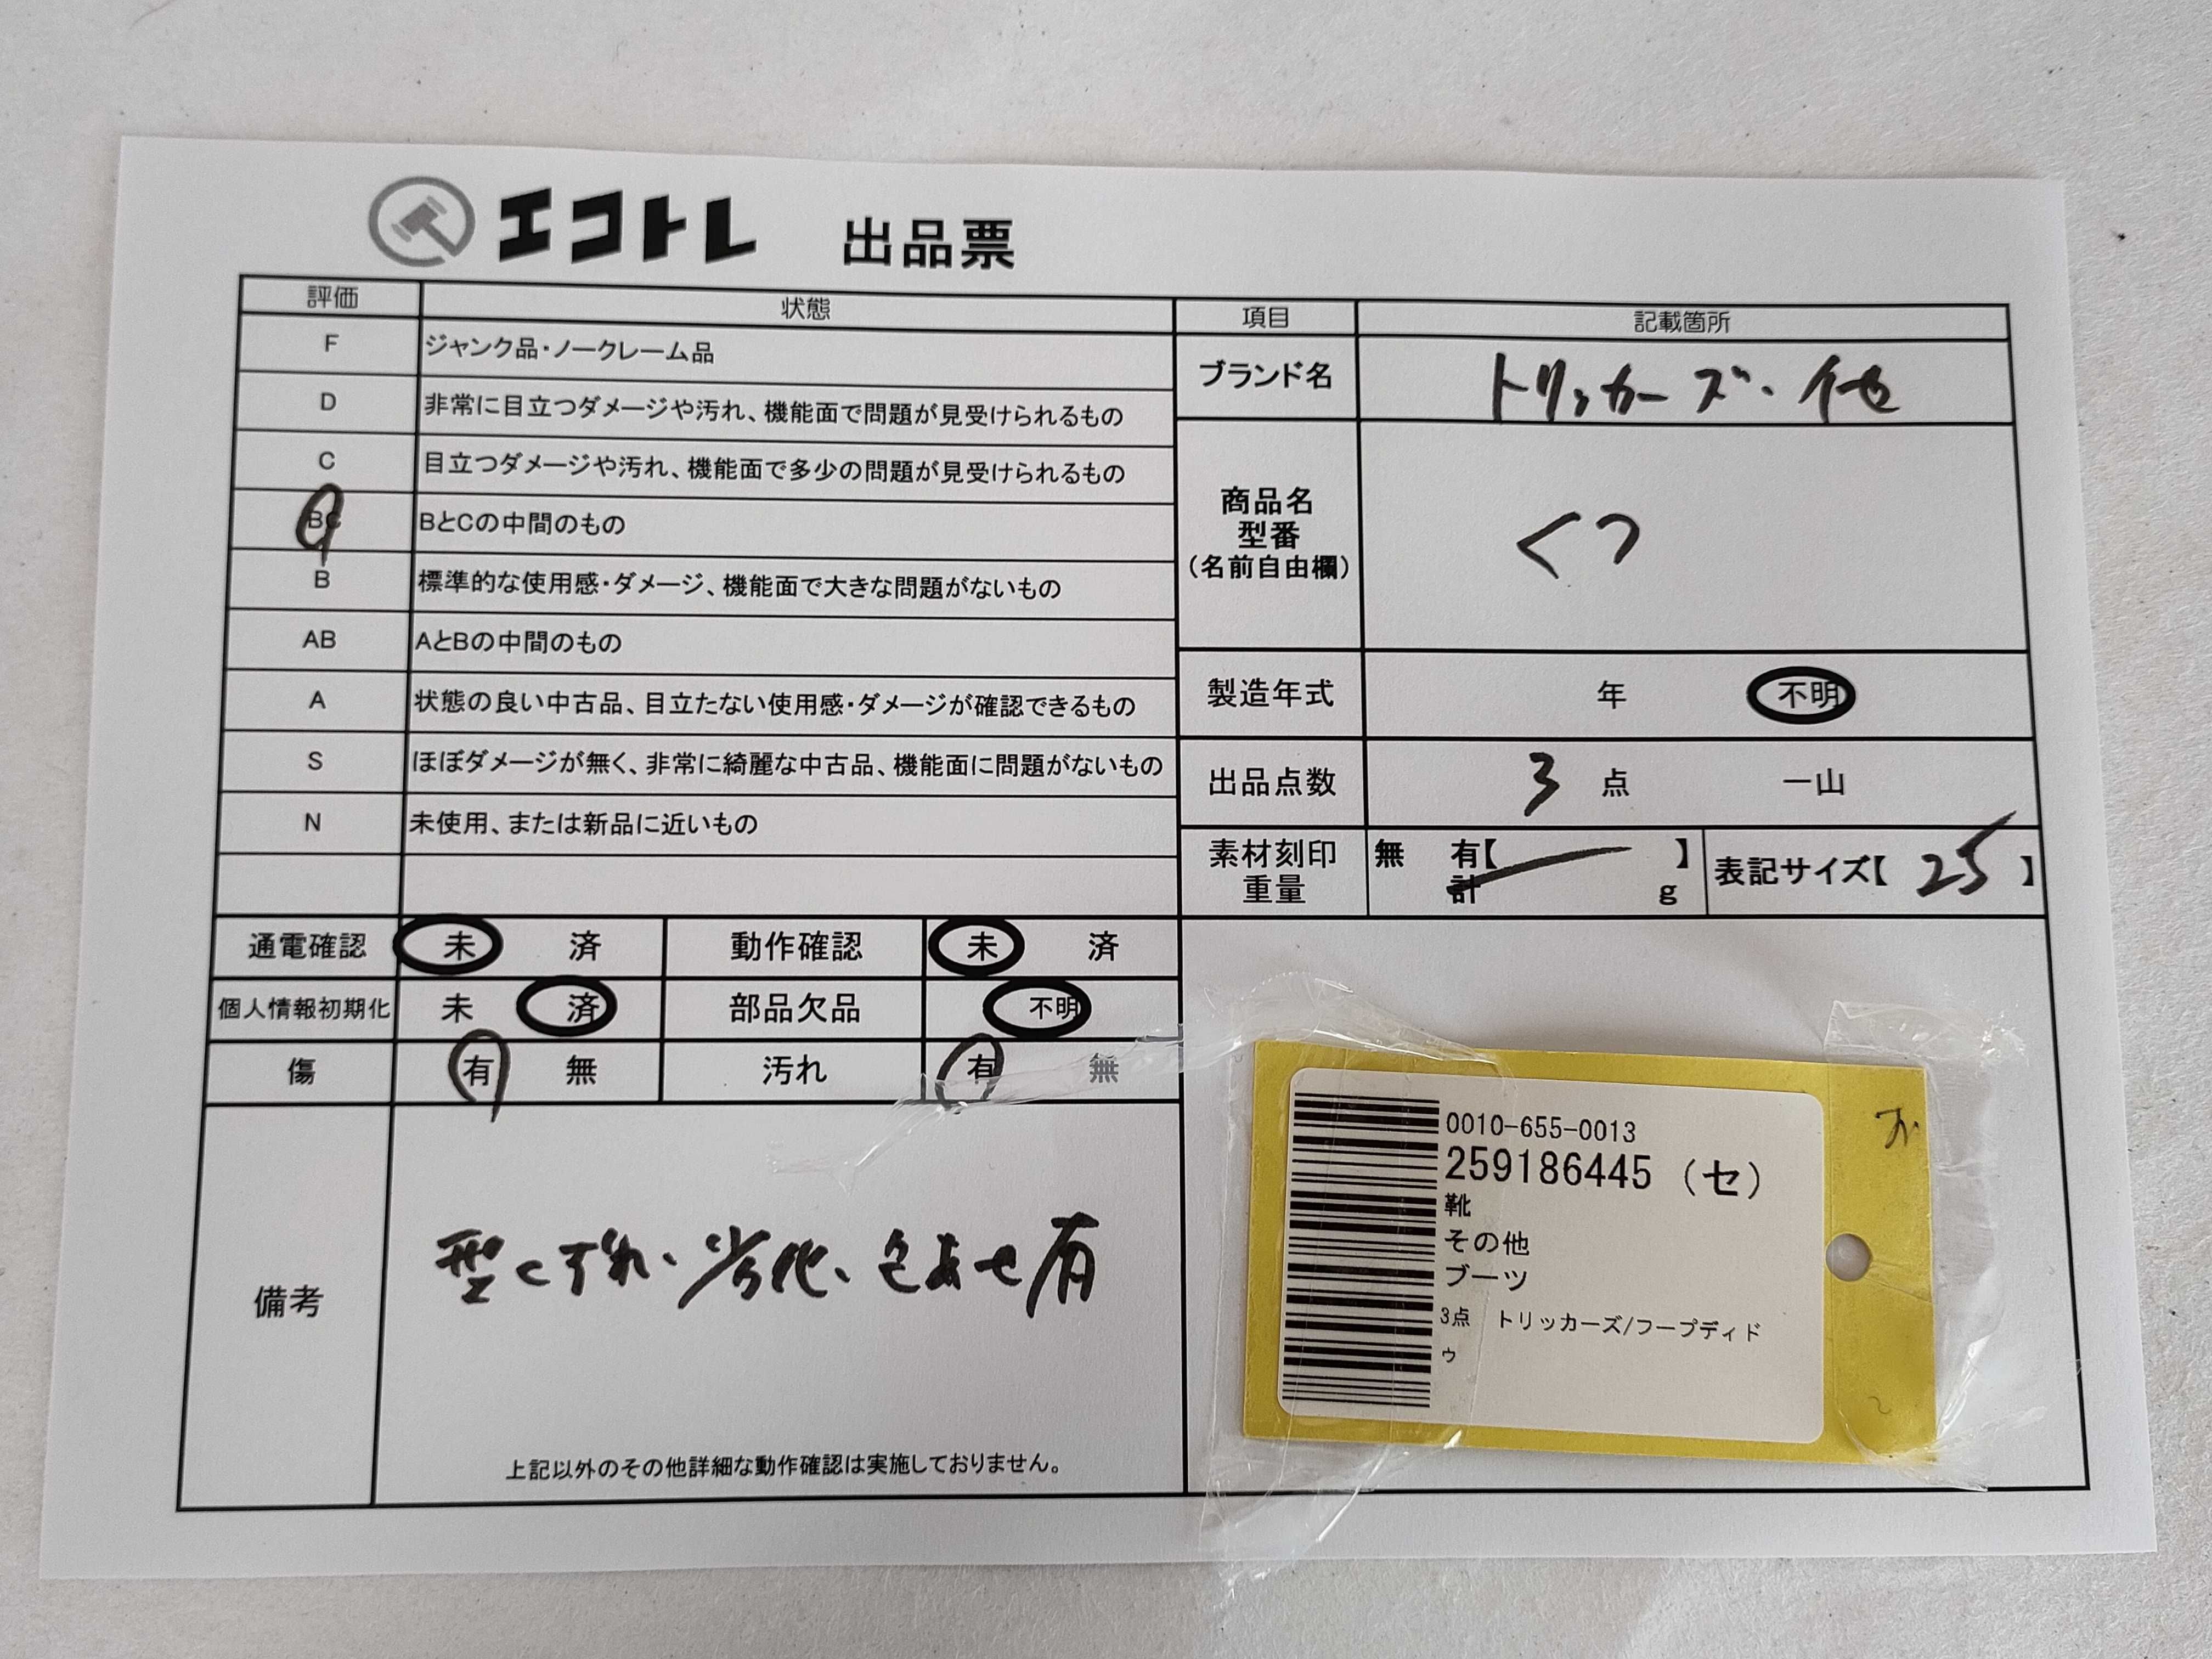 エコトレ 出品票
評価 状態 項目 記載箇所
F ジャンク品・ノークレーム品
D 非常に目立つダメージや汚れ、機能面で問題が見受けられるもの
C 目立つダメージや汚れ、機能面で多少の問題が見受けられるもの
BC BとCの中間のもの
B 標準的な使用感・ダメージ、機能面で大きな問題がないもの
AB AとBの中間のもの
A 状態の良い中古品、目立たない使用感・ダメージが確認できるもの
S ほぼダメージが無く、非常に綺麗な中古品、機能面に問題がないもの
N 未使用、または新品に近いもの
ブランド名 トリッカーズ・他
商品名
型番
(名前自由欄)
くつ
製造年式 年 不明
出品点数 3 点 一山
素材刻印 無 有【 】
重量 計 g
表記サイズ【 25 】
通電確認 未 済 動作確認 未 済
個人情報初期化 未 済 部品欠品 不明
傷 有 無 汚れ 有 無
備考
型くずれ、劣化、色あせ有
上記以外のその他詳細な動作確認は実施しておりません。
0010-655-0013
259186445 (セ)
靴
その他
ブーツ
3点 トリッカーズ/フープディド
ゥ